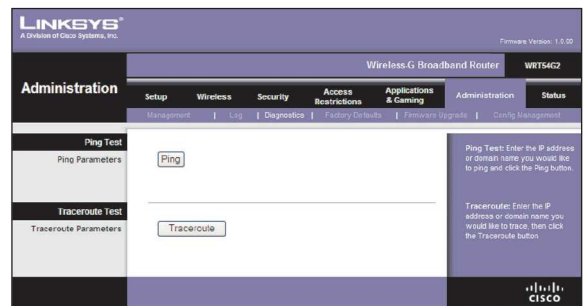 LINKSYS®
A Division of Cisco Systems, Inc.
Firmware Version: 1.0.00
Wireless-G Broadband Router WRT54G2
Administration
Setup Wireless Security Access Restrictions Applications & Gaming Administration Status
Management | Log | Diagnostics | Factory Defaults | Firmware Upgrade | Config Management
Ping Test
Ping Parameters
Ping
Ping Test: Enter the IP address
or domain name you would like
to ping and click the Ping button.
Traceroute Test
Traceroute Parameters
Traceroute
Traceroute: Enter the IP
address or domain name you
would like to trace, then click
the Traceroute button
CISCO